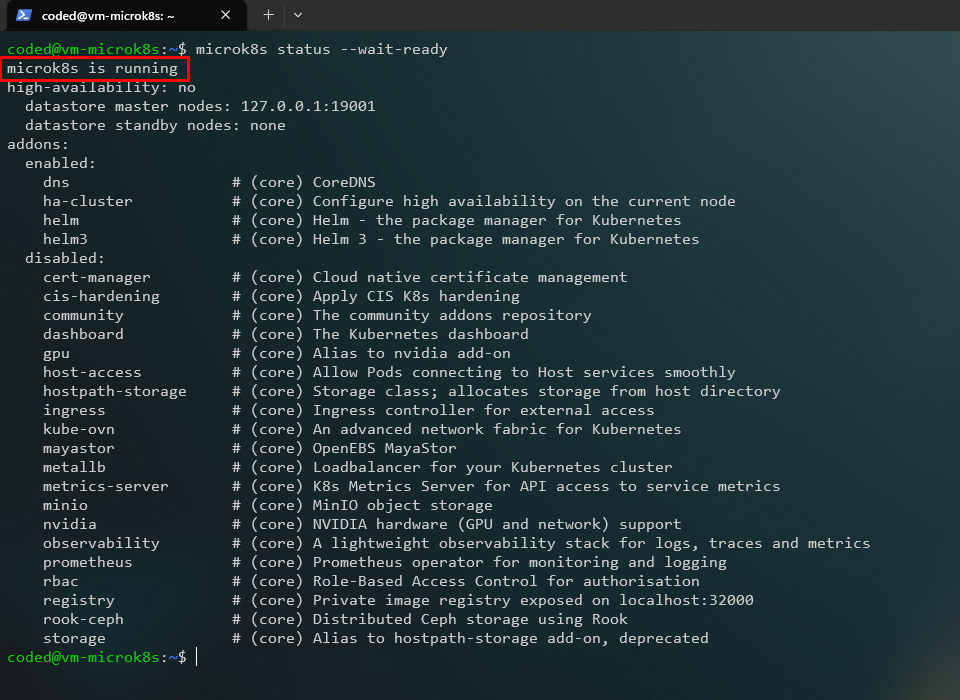 coded@vm-microk8s: ~
coded@vm-microk8s:~$ microk8s status --wait-ready
microk8s is running
high-availability: no
  datastore master nodes: 127.0.0.1:19001
  datastore standby nodes: none
addons:
  enabled:
    dns                  # (core) CoreDNS
    ha-cluster           # (core) Configure high availability on the current node
    helm                 # (core) Helm - the package manager for Kubernetes
    helm3                # (core) Helm 3 - the package manager for Kubernetes
  disabled:
    cert-manager         # (core) Cloud native certificate management
    cis-hardening        # (core) Apply CIS K8s hardening
    community            # (core) The community addons repository
    dashboard            # (core) The Kubernetes dashboard
    gpu                  # (core) Alias to nvidia add-on
    host-access          # (core) Allow Pods connecting to Host services smoothly
    hostpath-storage     # (core) Storage class; allocates storage from host directory
    ingress              # (core) Ingress controller for external access
    kube-ovn             # (core) An advanced network fabric for Kubernetes
    mayastor             # (core) OpenEBS MayaStor
    metallb              # (core) Loadbalancer for your Kubernetes cluster
    metrics-server       # (core) K8s Metrics Server for API access to service metrics
    minio                # (core) MinIO object storage
    nvidia               # (core) NVIDIA hardware (GPU and network) support
    observability        # (core) A lightweight observability stack for logs, traces and metrics
    prometheus           # (core) Prometheus operator for monitoring and logging
    rbac                 # (core) Role-Based Access Control for authorisation
    registry             # (core) Private image registry exposed on localhost:32000
    rook-ceph            # (core) Distributed Ceph storage using Rook
    storage              # (core) Alias to hostpath-storage add-on, deprecated
coded@vm-microk8s:~$